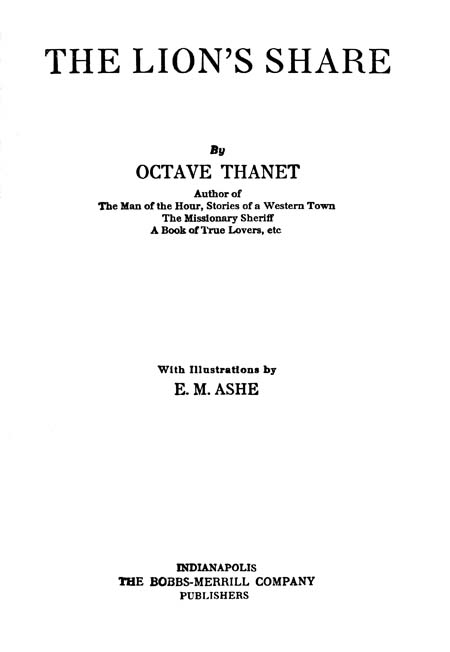 THE LION'S SHARE
By
OCTAVE THANET
Author of
The Man of the Hour, Stories of a Western Town
The Missionary Sheriff
A Book of True Lovers, etc
With Illustrations by
E. M. ASHE
INDIANAPOLIS
THE BOBBS-MERRILL COMPANY
PUBLISHERS